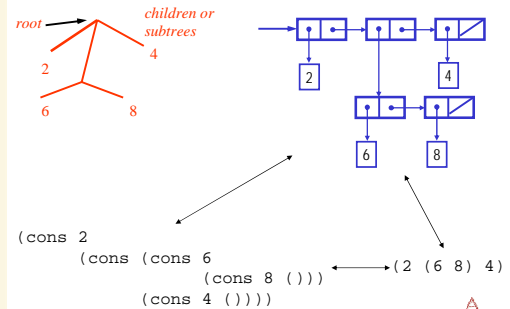 root
children or
subtrees
2
4
6
8
2
4
6
8
(cons 2
(cons (cons 6
(cons 8 ()))
(cons 4 ())))
(2 (6 8) 4)